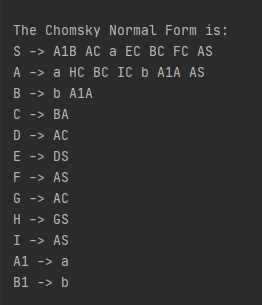 The Chomsky Normal Form is:
S -> A1B AC a EC BC FC AS
A -> a HC BC IC b A1A AS
B -> b A1A
C -> BA
D -> AC
E -> DS
F -> AS
G -> AC
H -> GS
I -> AS
A1 -> a
B1 -> b